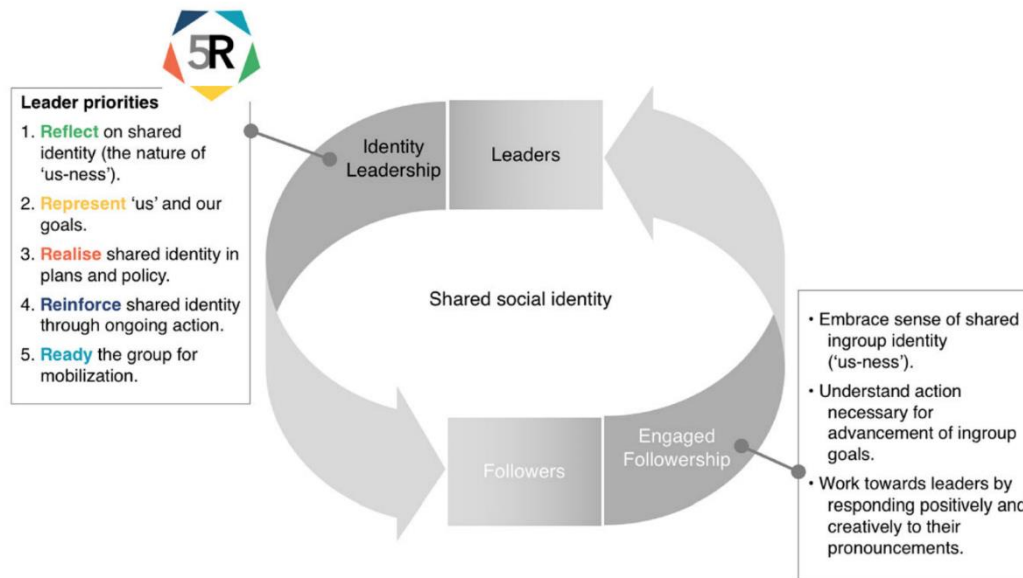 5R
Leader priorities
1. Reflect on shared
identity (the nature of
‘us-ness’).
2. Represent ‘us’ and our
goals.
3. Realise shared identity in
plans and policy.
4. Reinforce shared identity
through ongoing action.
5. Ready the group for
mobilization.
Identity
Leadership
Leaders
Shared social identity
Followers
Engaged
Followership
• Embrace sense of shared
ingroup identity
(‘us-ness’).
• Understand action
necessary for
advancement of ingroup
goals.
• Work towards leaders by
responding positively and
creatively to their
pronouncements.